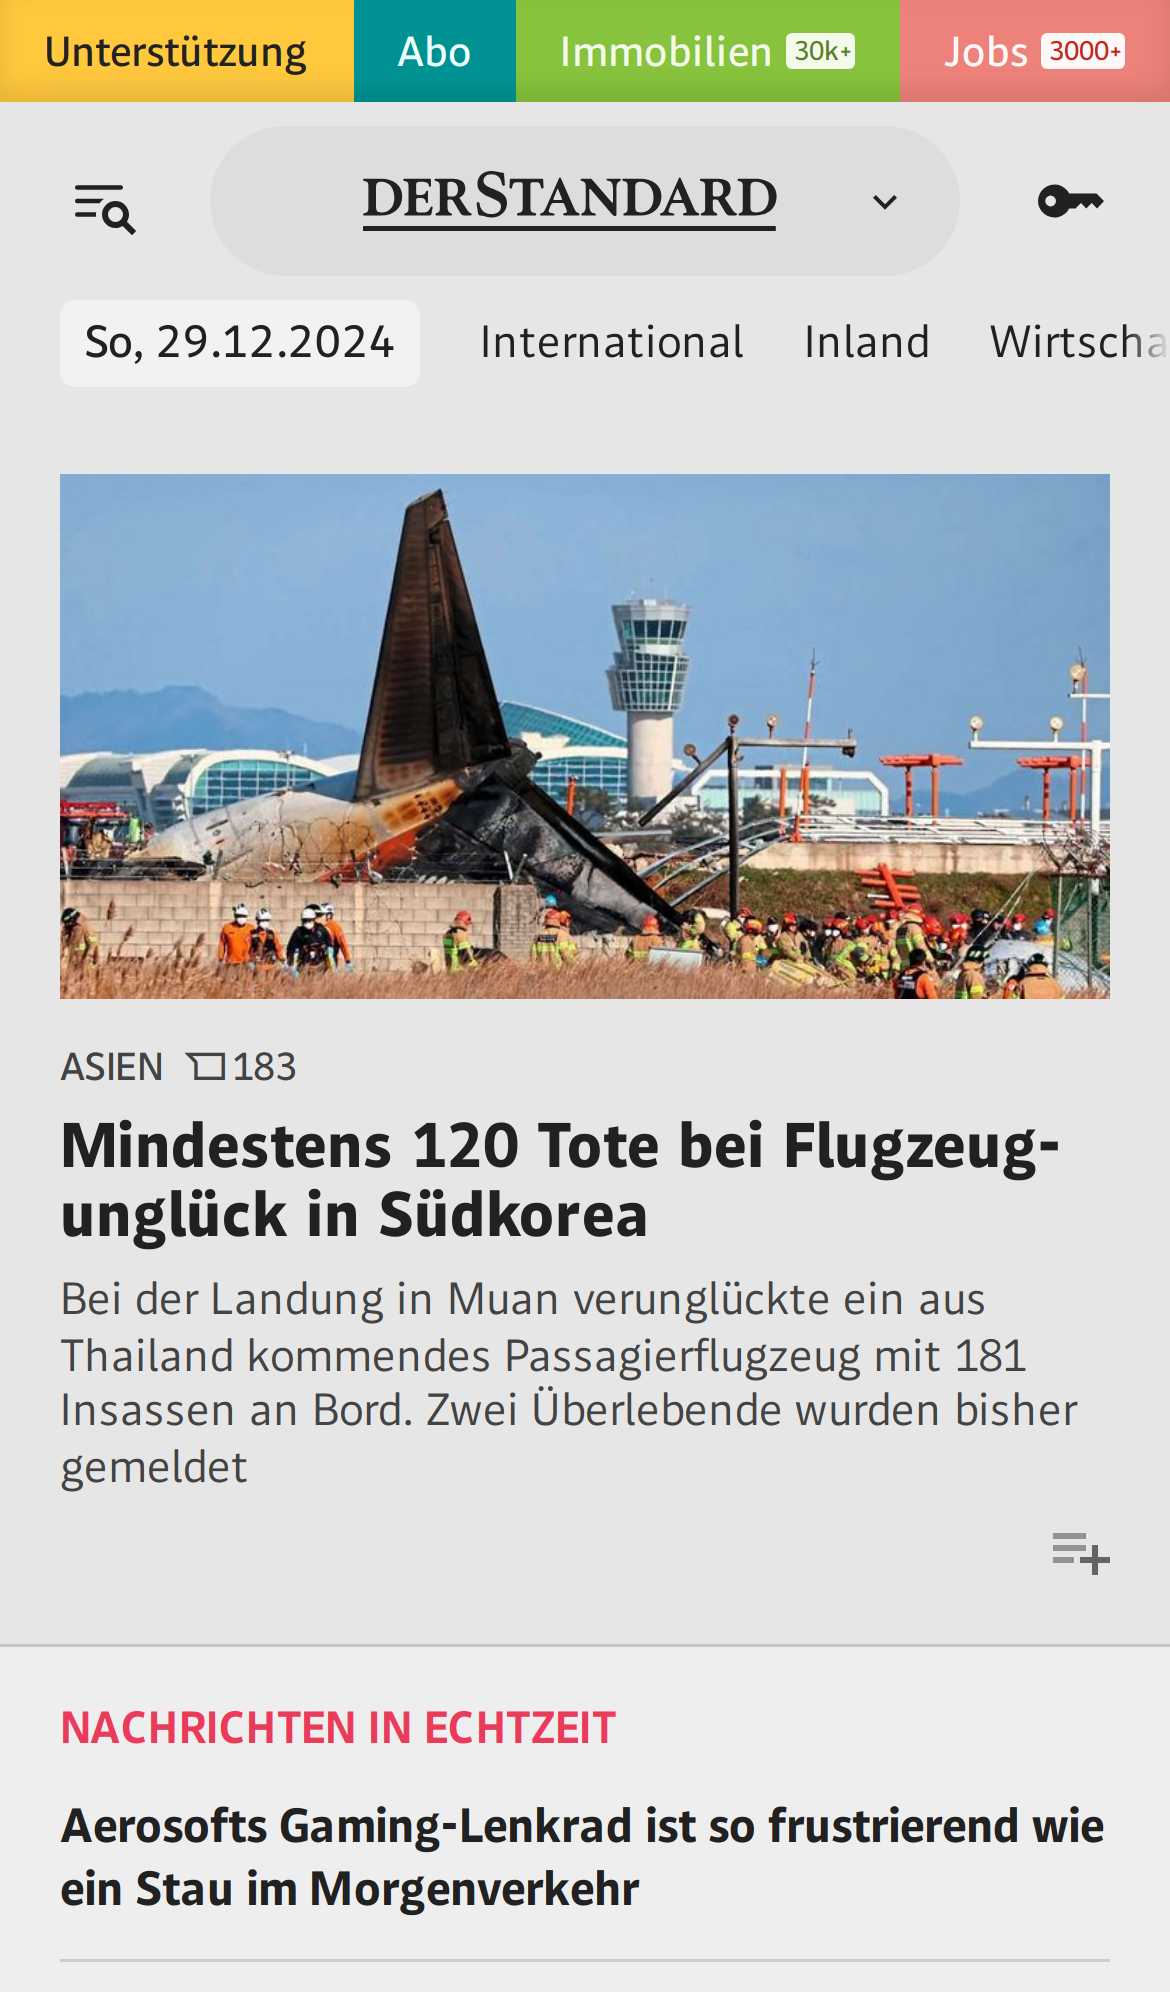 Unterstützung Abo Immobilien 30k+ Jobs 3000+
DERSTANDARD
So, 29.12.2024 International Inland Wirtscha
ASIEN 183
Mindestens 120 Tote bei Flugzeug-
unglück in Südkorea
Bei der Landung in Muan verunglückte ein aus
Thailand kommendes Passagierflugzeug mit 181
Insassen an Bord. Zwei Überlebende wurden bisher
gemeldet
NACHRICHTEN IN ECHTZEIT
Aerosofts Gaming-Lenkrad ist so frustrierend wie
ein Stau im Morgenverkehr